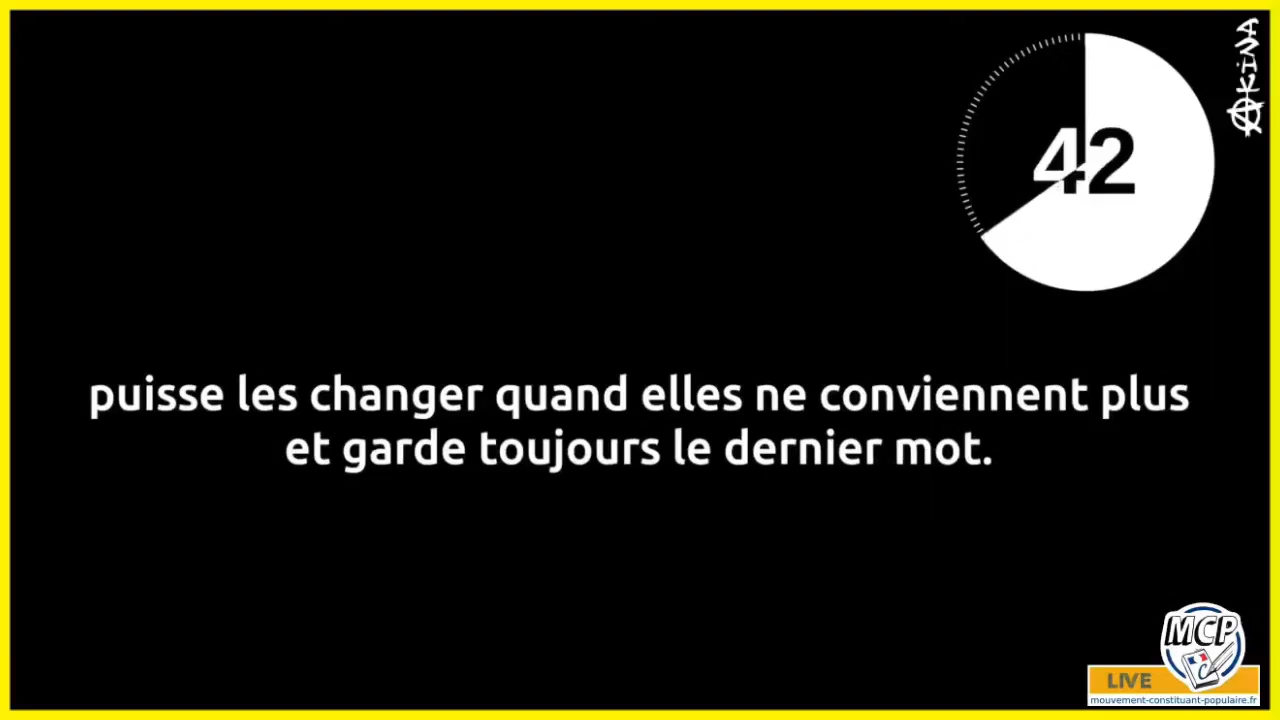 AKiNA
42
puisse les changer quand elles ne conviennent plus
et garde toujours le dernier mot.
MCP
C
LIVE
mouvement-constituant-populaire.fr